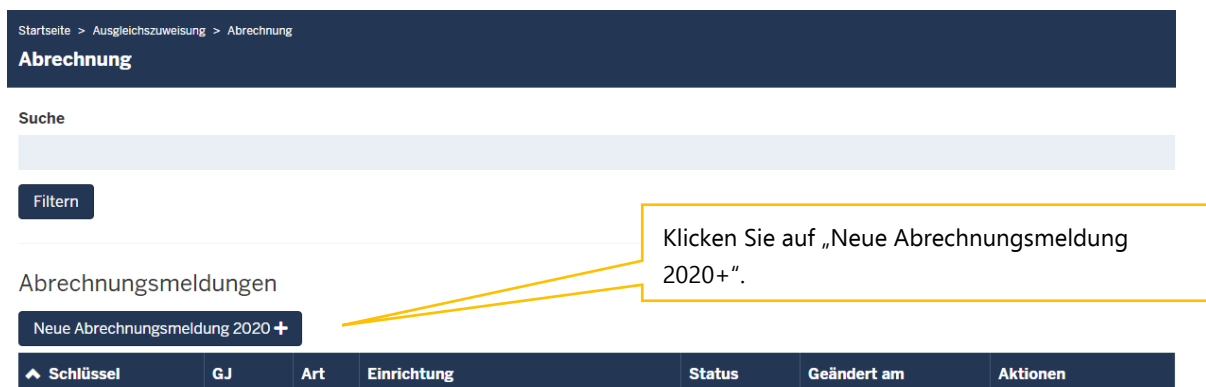 Startseite > Ausgleichszuweisung > Abrechnung
Abrechnung
Suche
Filtern
Klicken Sie auf „Neue Abrechnungsmeldung
2020+“.
Abrechnungsmeldungen
Neue Abrechnungsmeldung 2020 +
Schlüssel GJ Art Einrichtung Status Geändert am Aktionen